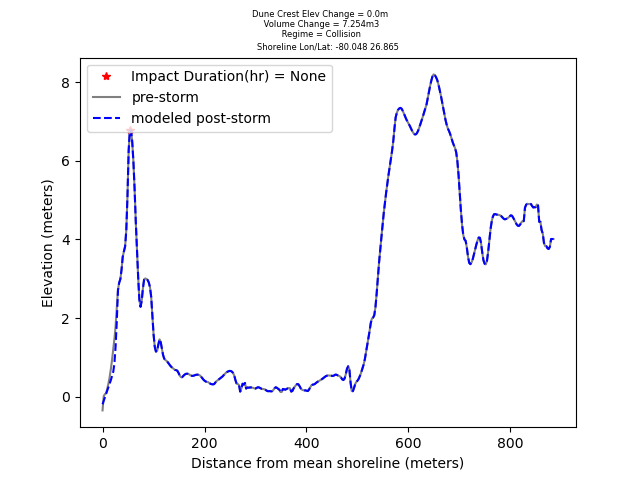 Dune Crest Elev Change = 0.0m
Volume Change = 7.254m3
Regime = Collision
Shoreline Lon/Lat: -80.048 26.865
Impact Duration(hr) = None
pre-storm
modeled post-storm
Elevation (meters)
8
6
4
2
0
0 200 400 600 800
Distance from mean shoreline (meters)